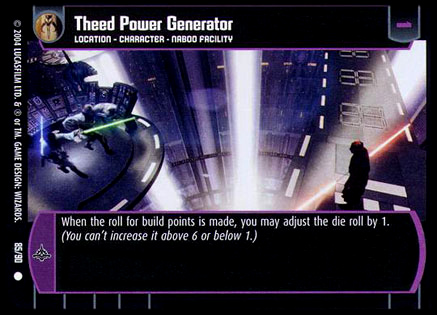 Theed Power Generator
LOCATION - CHARACTER - NABOO FACILITY
When the roll for build points is made, you may adjust the die roll by 1.
(You can't increase it above 6 or below 1.)
© 2004 LUCASFILM LTD. & ® or TM. GAME DESIGN: WIZARDS.
85/90